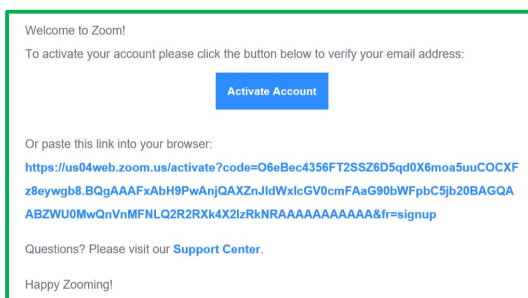 Welcome to Zoom!
To activate your account please click the button below to verify your email address:
Activate Account
Or paste this link into your browser:
https://us04web.zoom.us/activate?code=O6eBec4356FT2SSZ6D5qd0X6moa5uuCOCXF
z8eywgb8.BQgAAAFxAbH9PwAnjQAXZnJIdWxIcGV0cmFAaG90bWFpbC5jb20BAGQA
ABZWU0MwQnVnMFNLQ2R2RXk4X2IzRkNRAAAAAAAAAAA&fr=signup
Questions? Please visit our Support Center.
Happy Zooming!